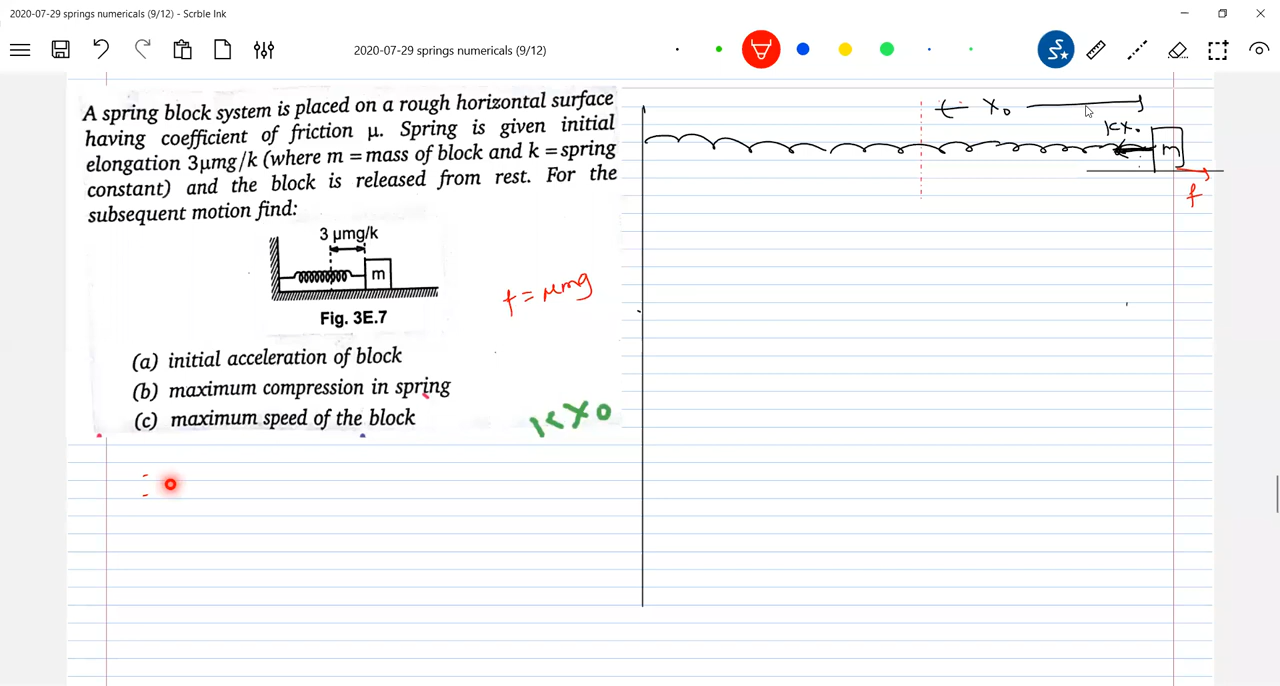 2020-07-29 springs numericals (9/12) - Scrble Ink
2020-07-29 springs numericals (9/12)
A spring block system is placed on a rough horizontal surface
having coefficient of friction μ. Spring is given initial
elongation 3μmg/k (where m = mass of block and k = spring
constant) and the block is released from rest. For the
subsequent motion find:
3 μmg/k
m
Fig. 3E.7
(a) initial acceleration of block
(b) maximum compression in spring
(c) maximum speed of the block
f = μmg
KX0
X0
KX0
m
f